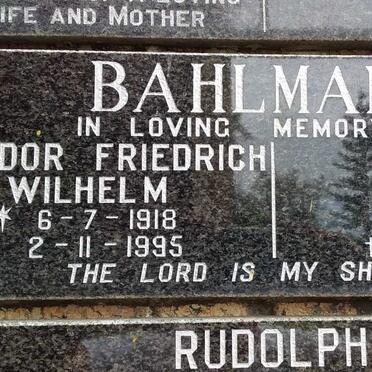 IFE AND MOTHER
BAHLMA
IN LOVING MEMOR
DOR FRIEDRICH
WILHELM
* 6-7-1918
2-11-1995
THE LORD IS MY SH
RUDOLPH